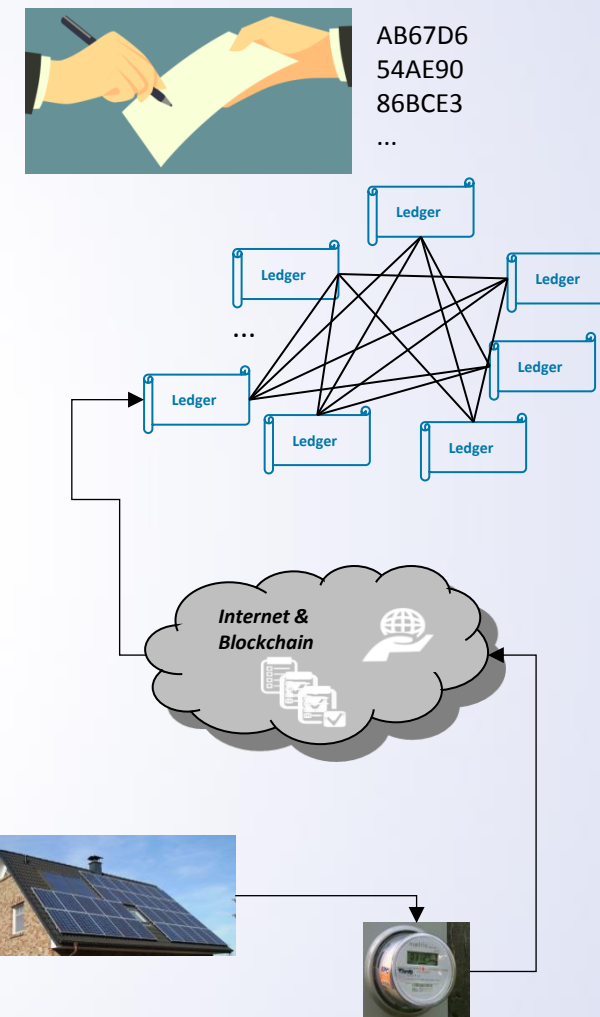 AB67D6
54AE90
86BCE3
...
Ledger
Ledger
Ledger
...
Ledger
Ledger
Ledger
Ledger
Internet &
Blockchain